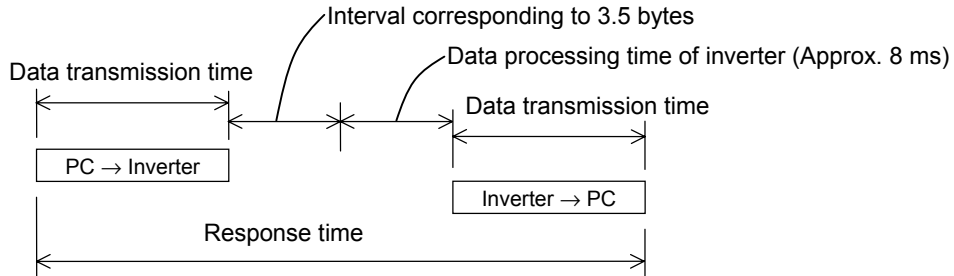 Interval corresponding to 3.5 bytes
Data processing time of inverter (Approx. 8 ms)
Data transmission time
Data transmission time
PC → Inverter
Inverter → PC
Response time